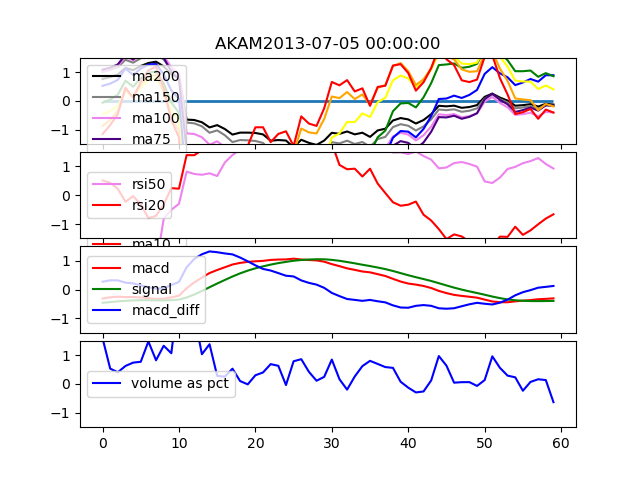 AKAM2013-07-05 00:00:00
1
0
−1
ma200
ma150
ma100
ma75
1
0
−1
rsi50
rsi20
ma10
1
0
−1
macd
signal
macd_diff
1
0
−1
volume as pct
0 10 20 30 40 50 60